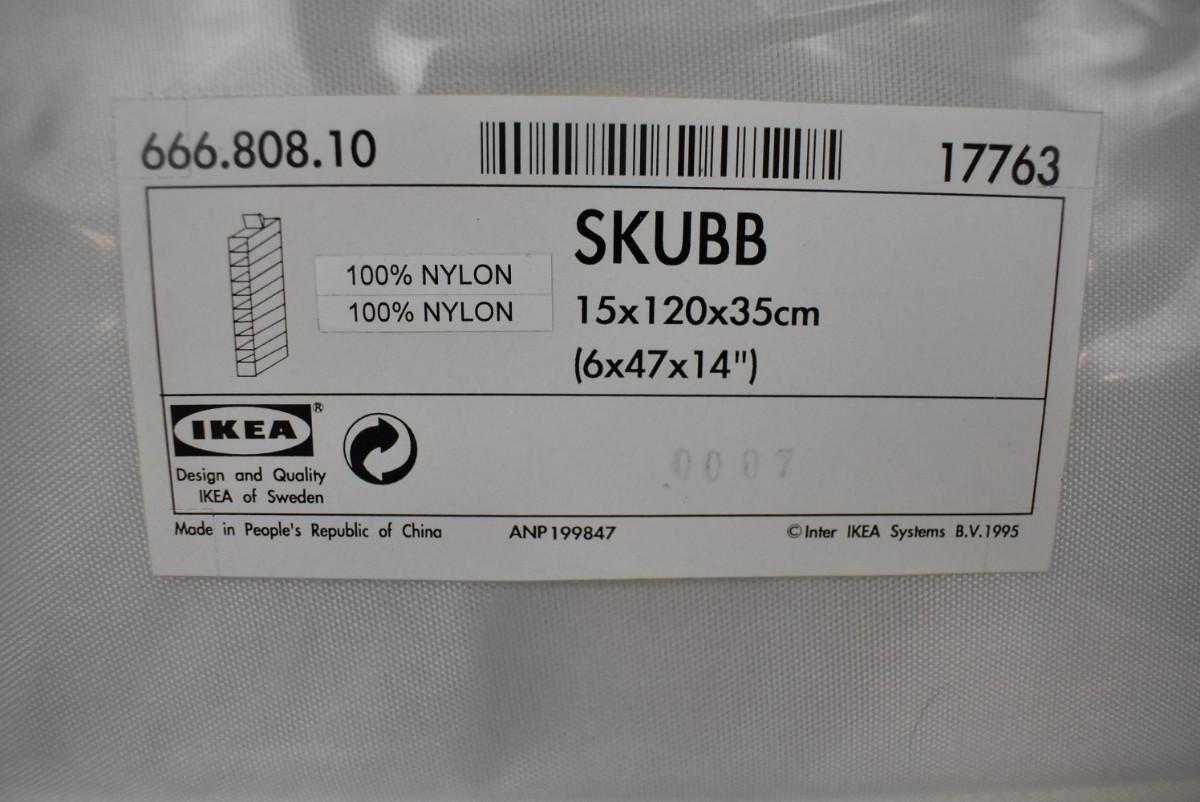 666.808.10
17763
SKUBB
100% NYLON
100% NYLON
15x120x35cm
(6x47x14")
IKEA®
Design and Quality
IKEA of Sweden
0007
Made in People's Republic of China
ANP199847
©Inter IKEA Systems B.V.1995